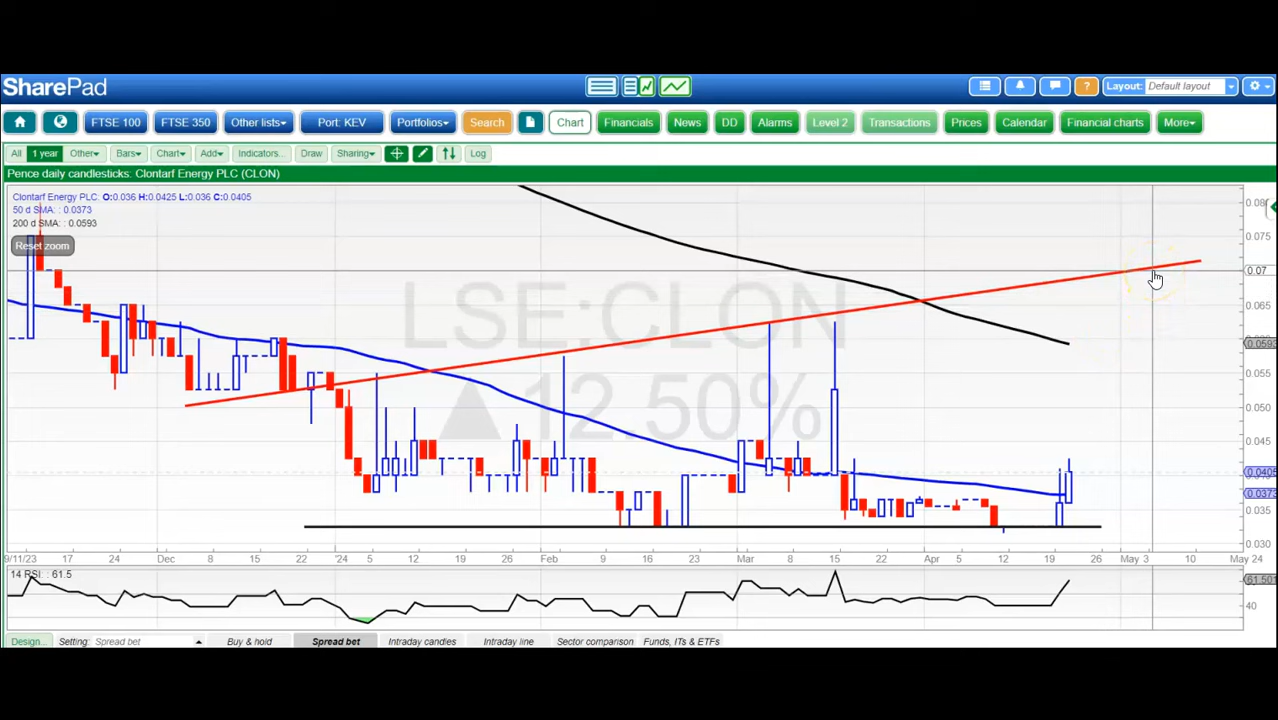 SharePad
Layout: Default layout
FTSE 100 FTSE 350 Other lists Port: KEV Portfolios Search Chart Financials News DD Alarms Level 2 Transactions Prices Calendar Financial charts More
All 1 year Other Bars Chart Add Indicators... Draw Sharing Log
Pence daily candlesticks: Clontarf Energy PLC (CLON)
Clontarf Energy PLC. O:0.036 H:0.0425 L:0.036 C:0.0405
50 d SMA: : 0.0373
200 d SMA: : 0.0593
Reset zoom
LSE:CLON
▲12.50%
0.08
0.075
0.07
0.065
0.0593
0.055
0.050
0.045
0.0405
0.0373
0.035
0.030
9/11/23 17 24 Dec 8 15 22 '24 5 12 19 26 Feb 9 16 23 Mar 8 15 22 Apr 5 12 19 26 May 3 10 May 24
14 RSI: : 61.5
61.501
40
Design... Setting: Spread bet Buy & hold Spread bet Intraday candles Intraday line Sector comparison Funds, ITs & ETFs